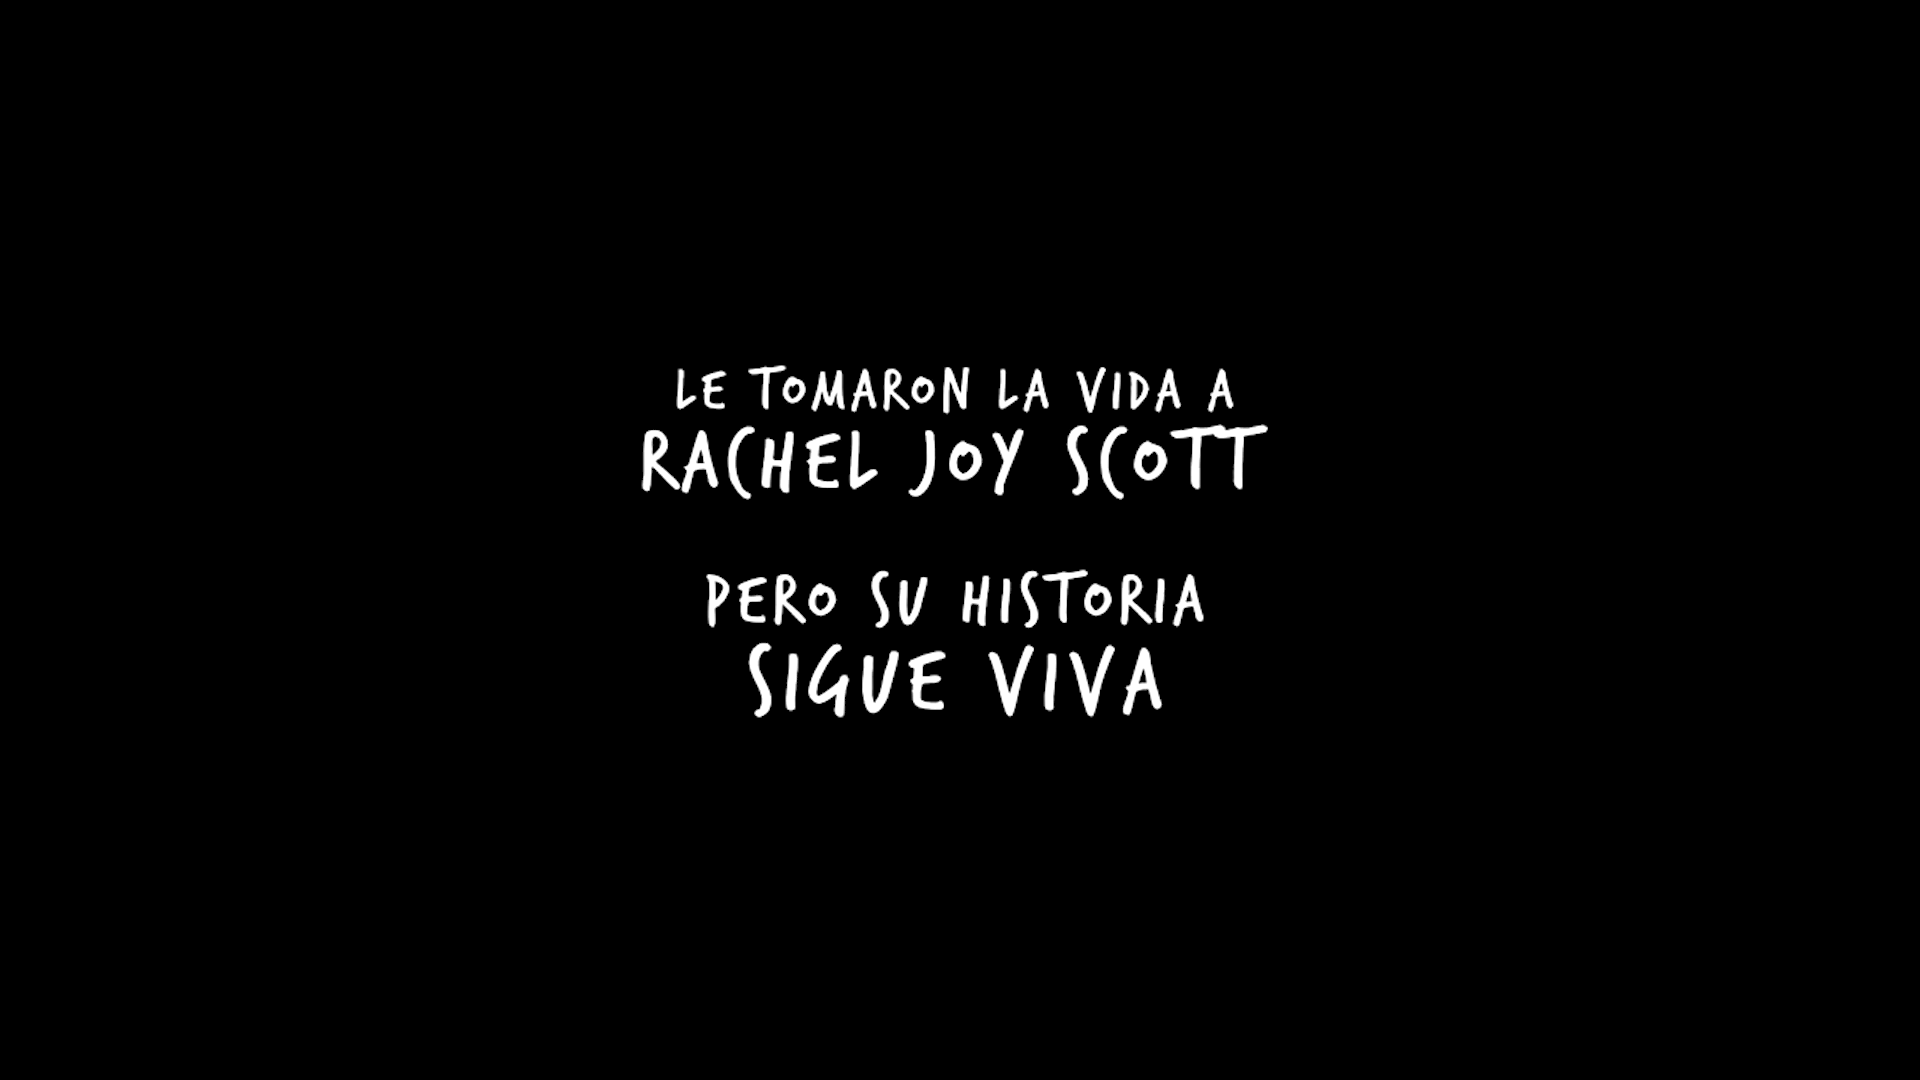 LE TOMARON LA VIDA A
RACHEL JOY SCOTT
PERO SU HISTORIA
SIGUE VIVA